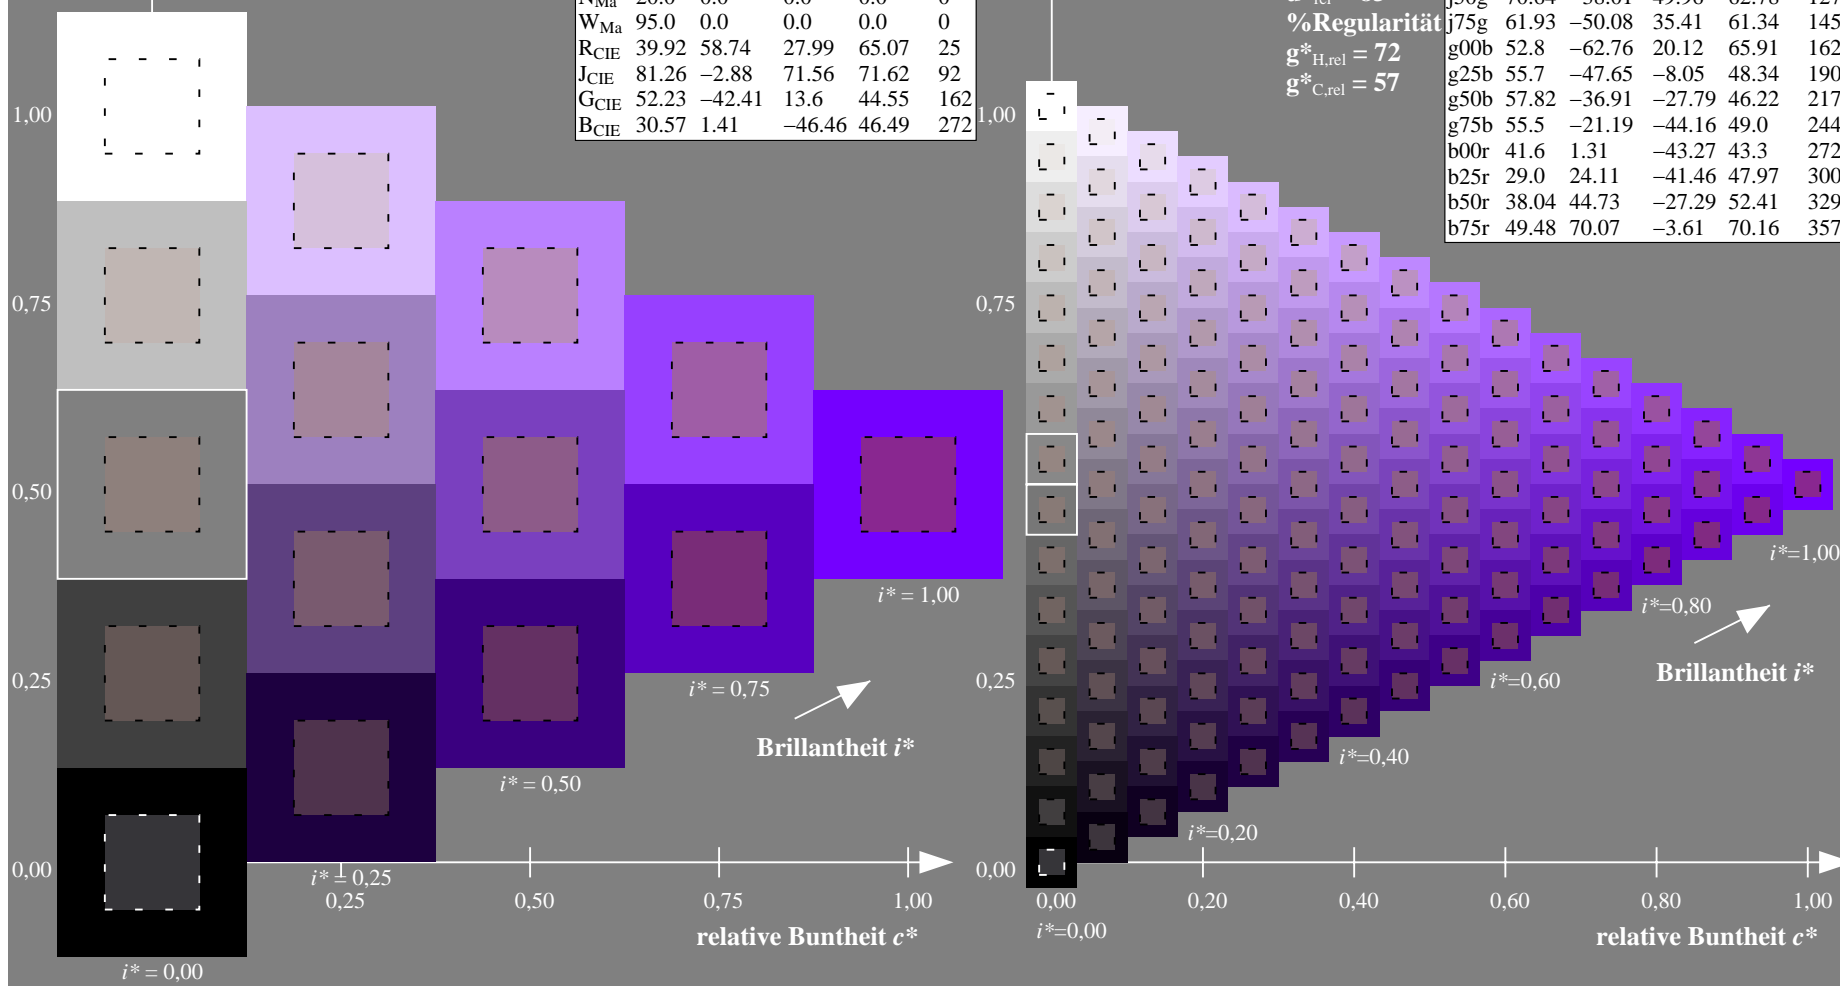 N_Ma 20.0 0.0 0.0 0.0 0
W_Ma 95.0 0.0 0.0 0.0 0
R_CIE 39.92 58.74 27.99 65.07 25
J_CIE 81.26 −2.88 71.56 71.62 92
G_CIE 52.23 −42.41 13.6 44.55 162
B_CIE 30.57 1.41 −46.46 46.49 272
%Regularität
g*_H,rel = 72
g*_C,rel = 57
j75g 61.93 −50.08 35.41 61.34 145
g00b 52.8 −62.76 20.12 65.91 162
g25b 55.7 −47.65 −8.05 48.34 190
g50b 57.82 −36.91 −27.79 46.22 217
g75b 55.5 −21.19 −44.16 49.0 244
b00r 41.6 1.31 −43.27 43.3 272
b25r 29.0 24.11 −41.46 47.97 300
b50r 38.04 44.73 −27.29 52.41 329
b75r 49.48 70.07 −3.61 70.16 357
1,00
0,75
0,50
0,25
0,00
i* = 1,00
i* = 0,75
i* = 0,50
i* = 0,25
i* = 0,00
Brillantheit i*
0,25 0,50 0,75 1,00
relative Buntheit c*
1,00
0,75
0,25
0,00
i*=1,00
i*=0,80
i*=0,60
i*=0,40
i*=0,20
i*=0,00
Brillantheit i*
0,00 0,20 0,40 0,60 0,80 1,00
relative Buntheit c*